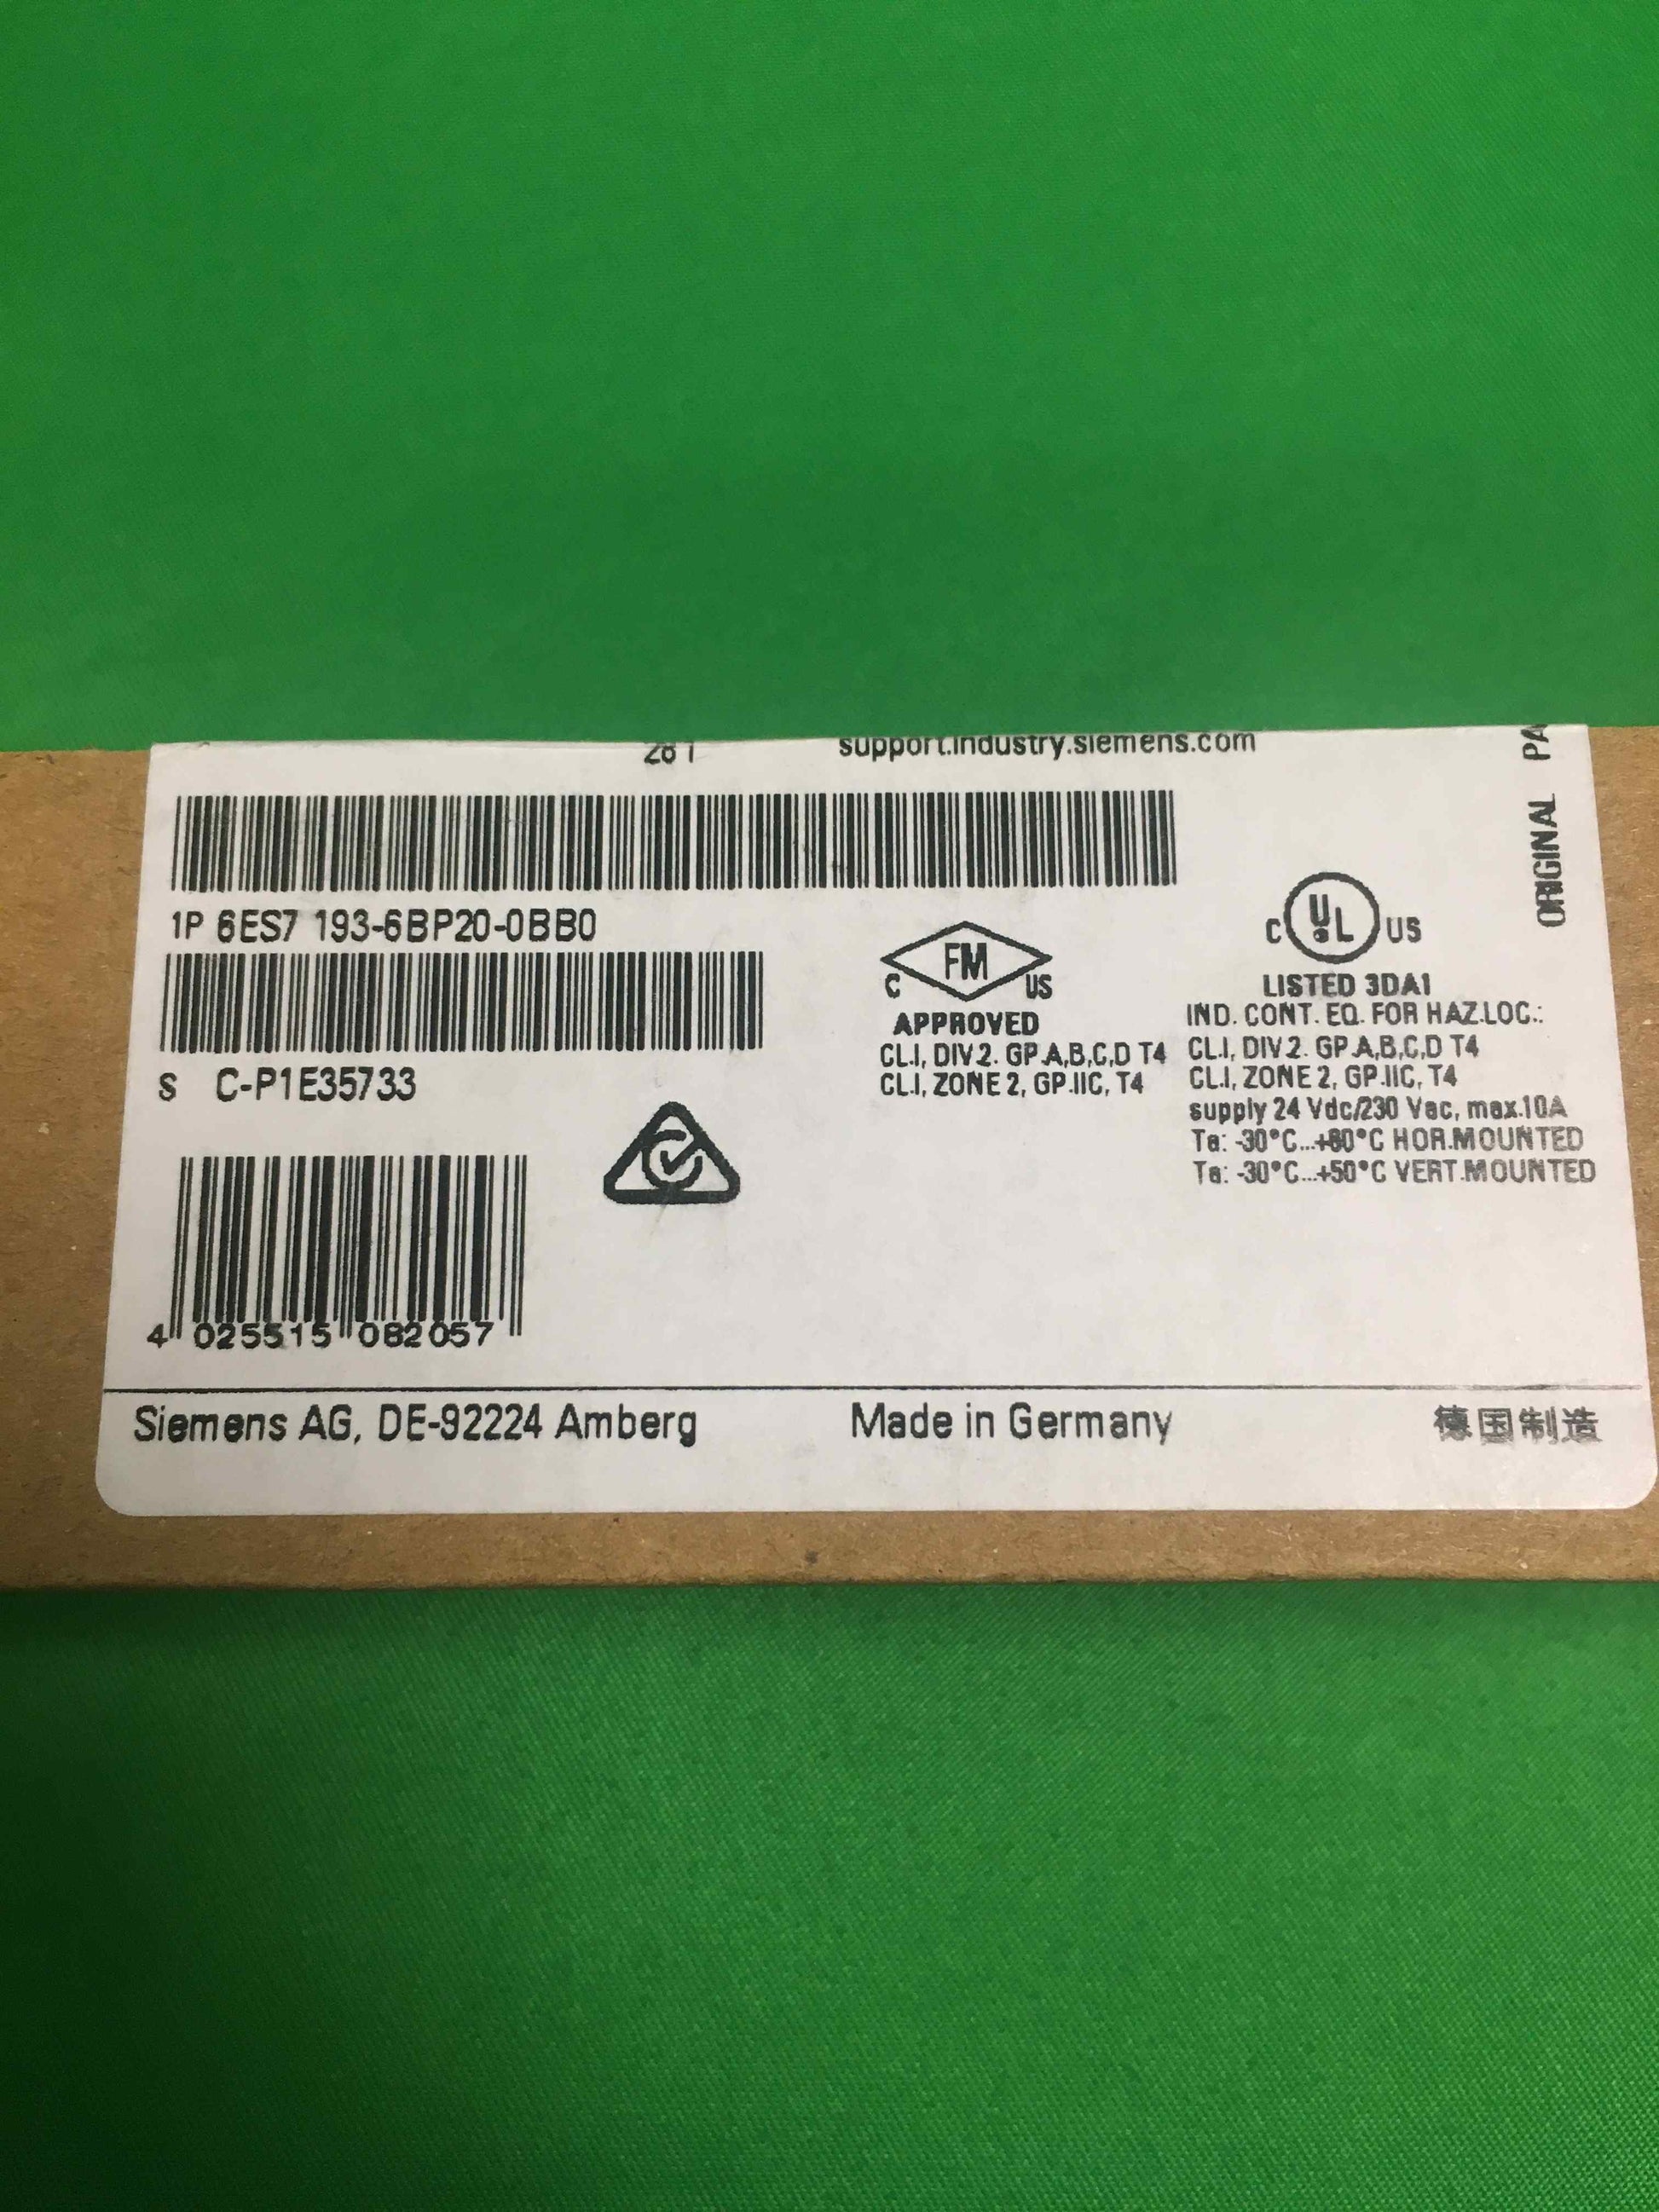 support.industry.siemens.com
ORIGINAL PA
1P 6ES7 193-6BP20-0BB0
S C-P1E35733
C FM US
APPROVED
CL.I, DIV.2. GP.A,B,C,D T4
CL.I, ZONE 2, GP.IIC, T4
C UL US
LISTED 3DA1
IND. CONT. EQ. FOR HAZ.LOC.:
CL.I, DIV.2. GP.A,B,C,D T4
CL.I, ZONE 2, GP.IIC, T4
supply 24 Vdc/230 Vac, max.10A
Ta: -30°C...+60°C HOR.MOUNTED
Ta: -30°C...+50°C VERT.MOUNTED
4 025515 082057
Siemens AG, DE-92224 Amberg
Made in Germany
德国制造